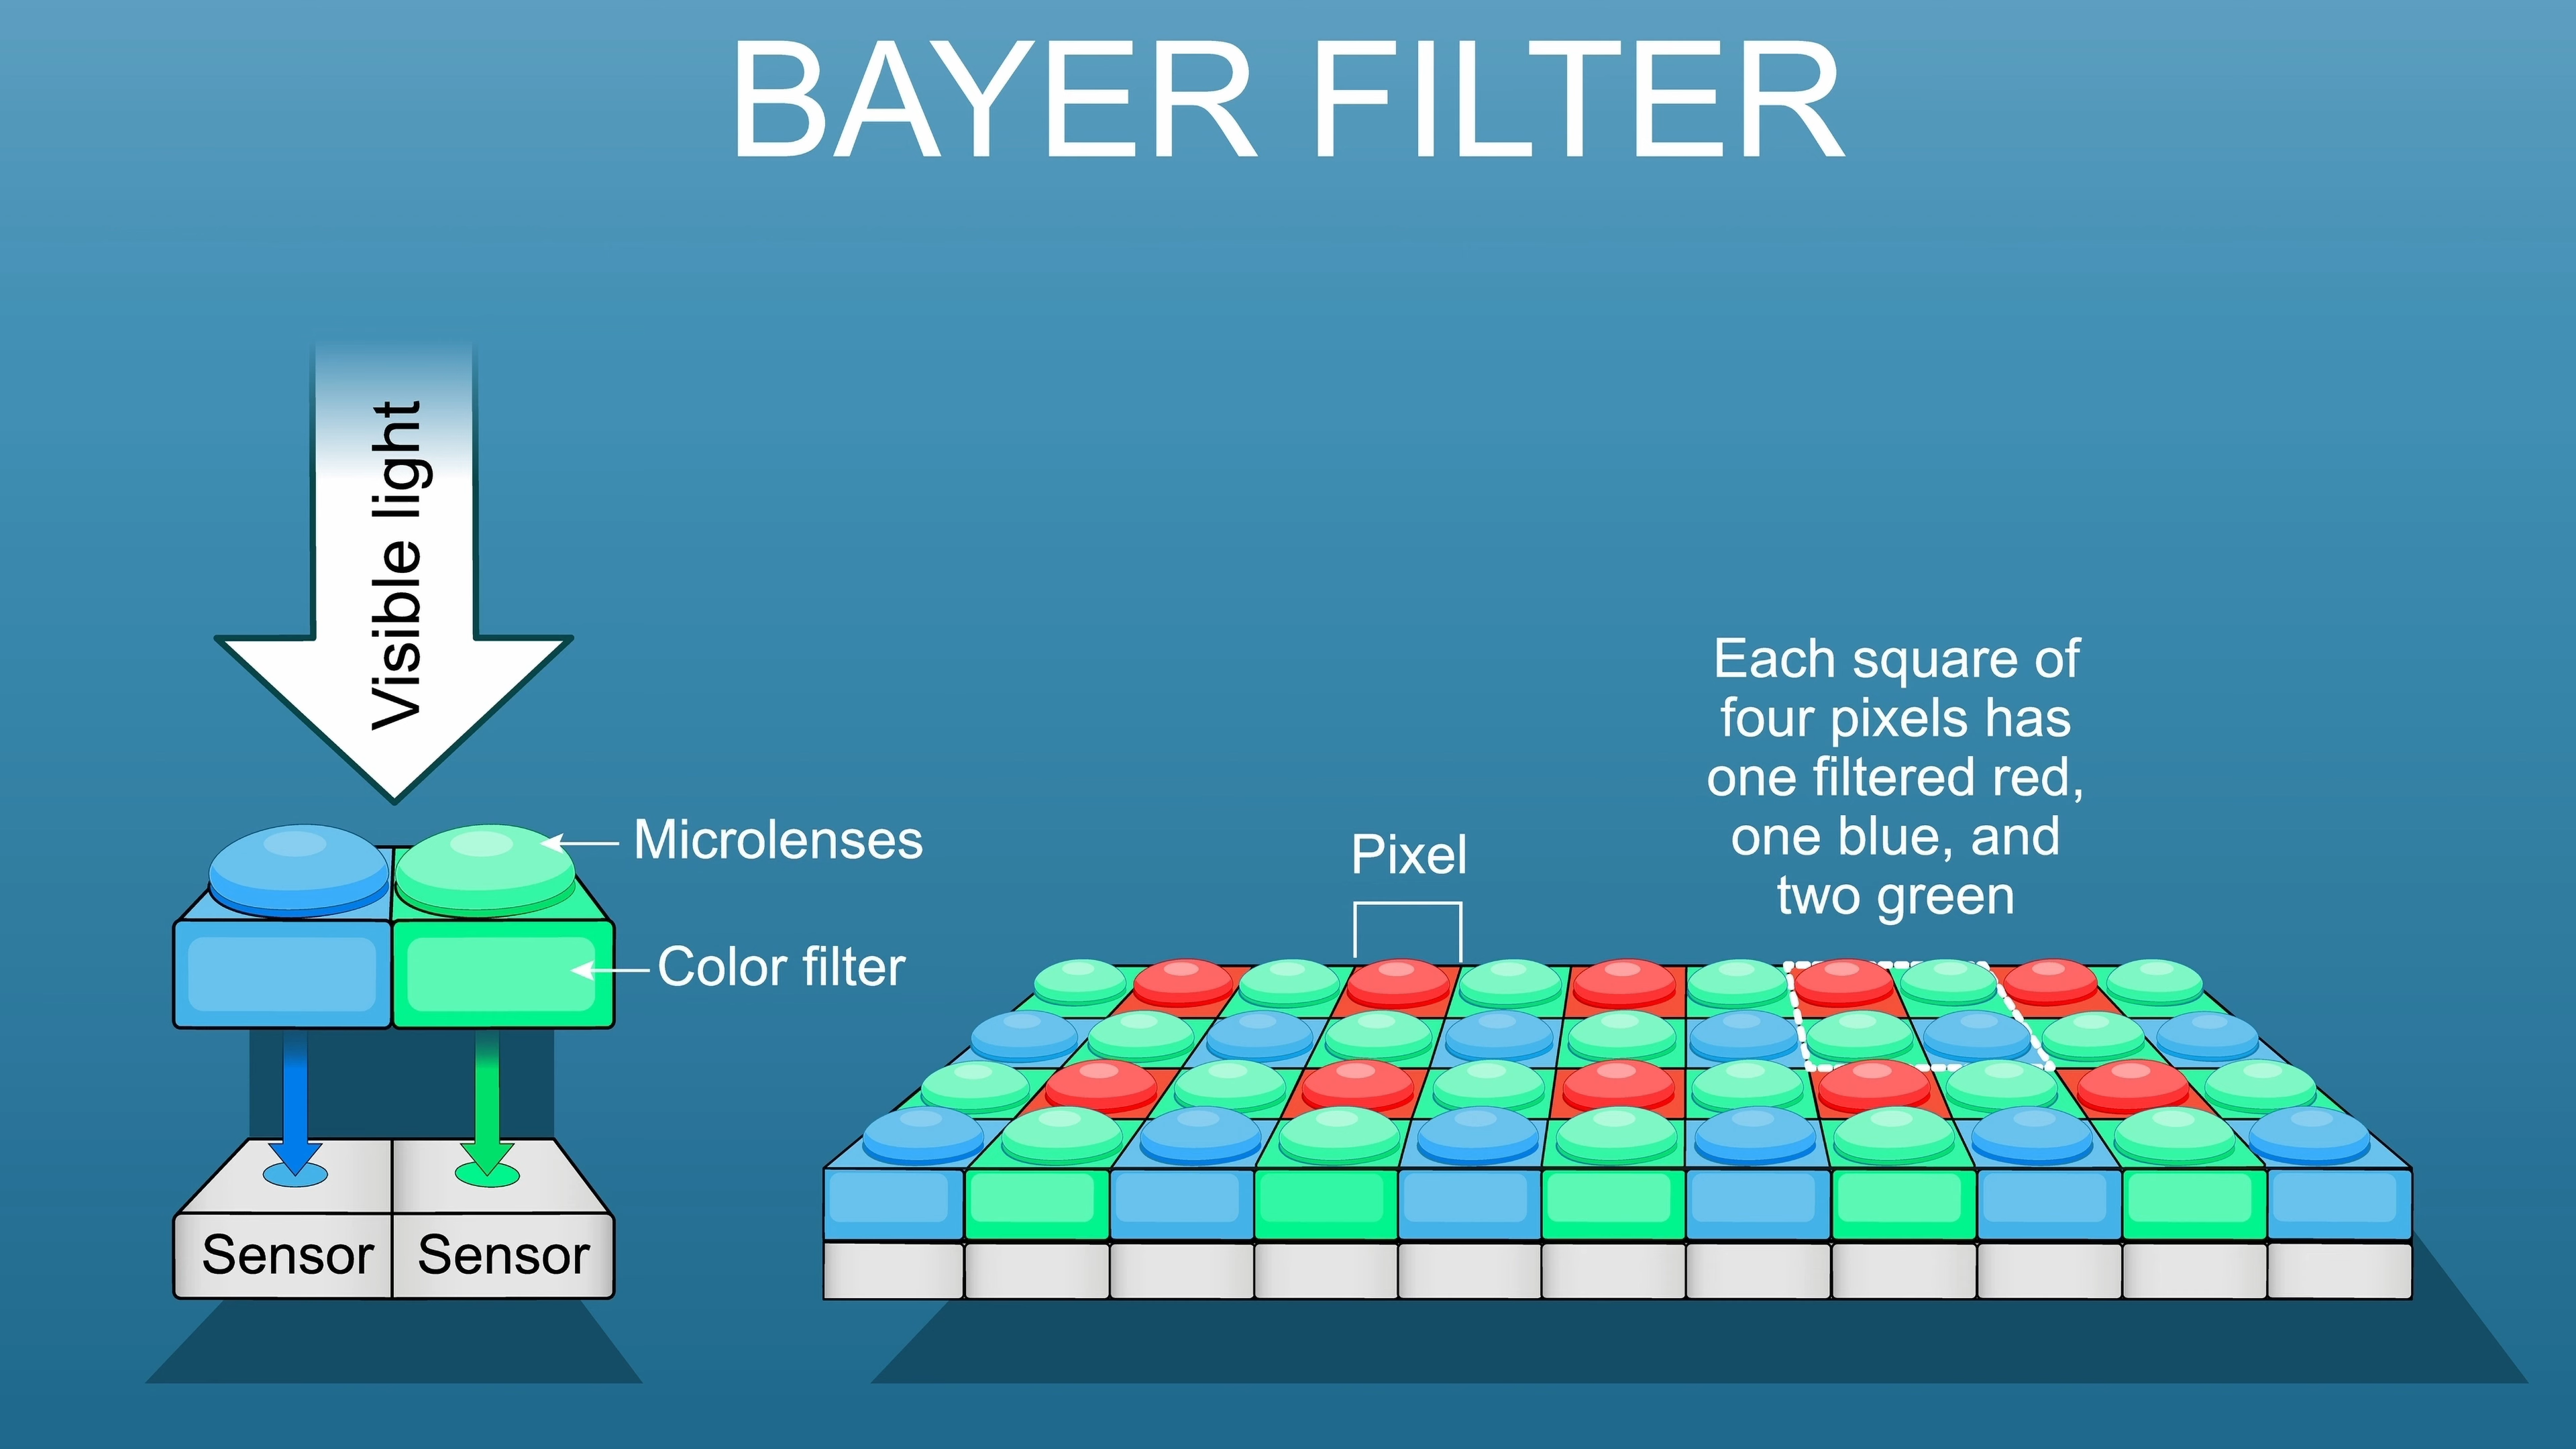 BAYER FILTER
Visible light
Microlenses
Color filter
Sensor
Sensor
Pixel
Each square of
four pixels has
one filtered red,
one blue, and
two green